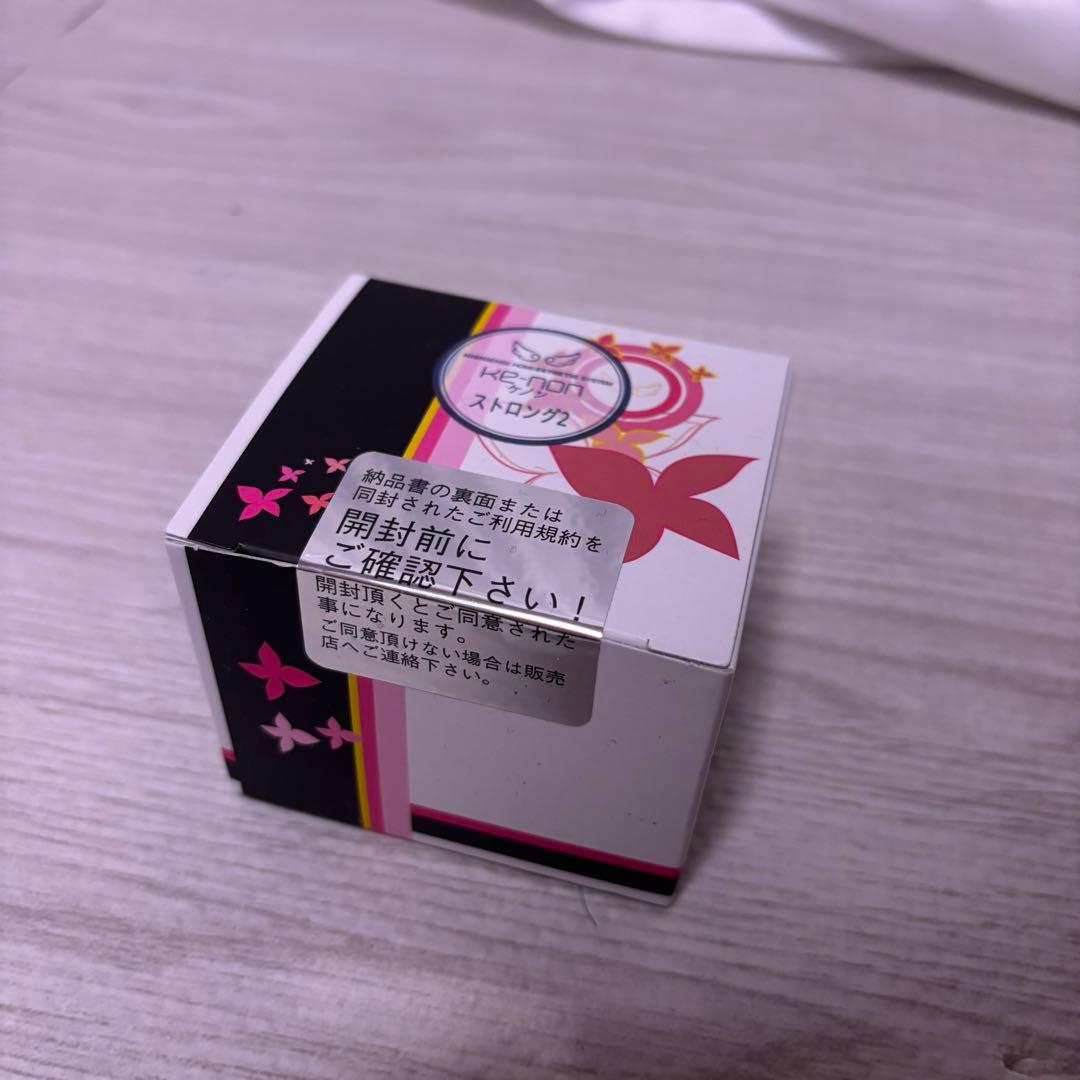 Ke-non
ケノン
ストロング2
納品書の裏面または
同封されたご利用規約を
開封前に
ご確認下さい！
開封頂くとご同意された
事になります。
ご同意頂けない場合は販売
店へご連絡下さい。